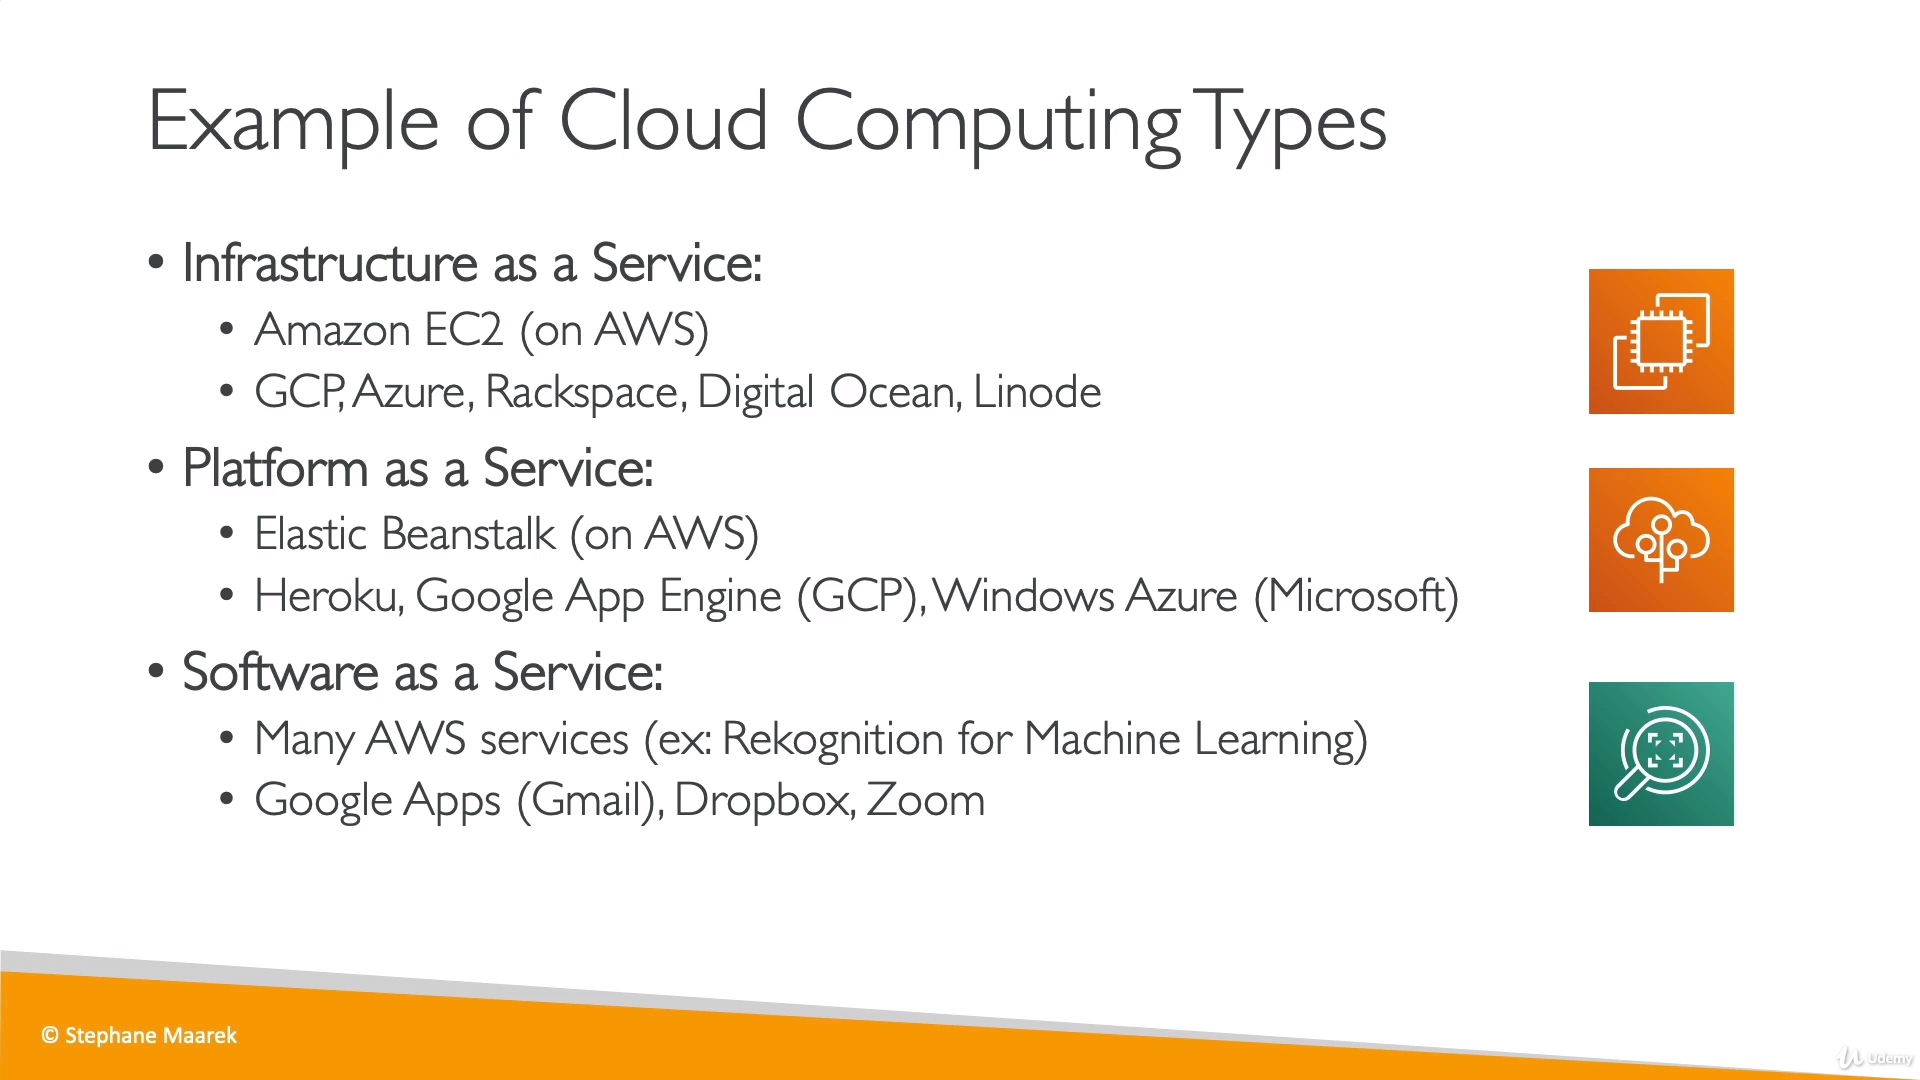 Example of Cloud Computing Types
• Infrastructure as a Service:
• Amazon EC2 (on AWS)
• GCP, Azure, Rackspace, Digital Ocean, Linode
• Platform as a Service:
• Elastic Beanstalk (on AWS)
• Heroku, Google App Engine (GCP), Windows Azure (Microsoft)
• Software as a Service:
• Many AWS services (ex: Rekognition for Machine Learning)
• Google Apps (Gmail), Dropbox, Zoom
© Stephane Maarek
Udemy